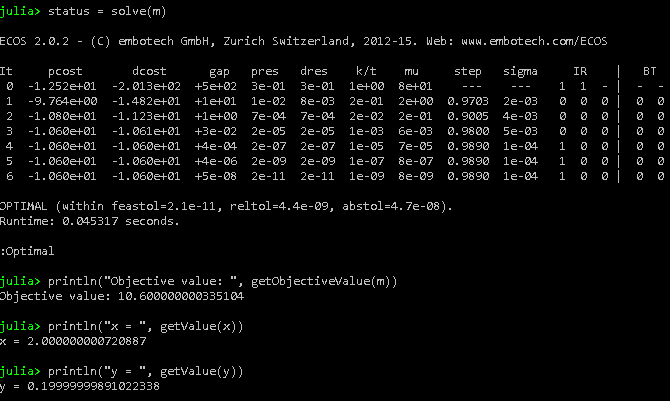 julia> status = solve(m)
ECOS 2.0.2 - (C) embotech GmbH, Zurich Switzerland, 2012-15. Web: www.embotech.com/ECOS
It     pcost       dcost      gap   pres   dres    k/t    mu     step   sigma     IR    |   BT
 0  -1.252e+01  -2.013e+02  +5e+02  3e-01  3e-01  1e+00  8e+01    ---    ---    1  1  - |  -  -
 1  -9.764e+00  -1.482e+01  +1e+01  1e-02  8e-03  2e-01  2e+00  0.9703  2e-03   0  0  0 |  0  0
 2  -1.080e+01  -1.123e+01  +1e+00  7e-04  7e-04  2e-02  2e-01  0.9005  4e-03   0  0  0 |  0  0
 3  -1.060e+01  -1.061e+01  +3e-02  2e-05  2e-05  1e-03  6e-03  0.9800  5e-03   0  0  0 |  0  0
 4  -1.060e+01  -1.060e+01  +4e-04  2e-07  2e-07  1e-05  7e-05  0.9890  1e-04   1  0  0 |  0  0
 5  -1.060e+01  -1.060e+01  +4e-06  2e-09  2e-09  1e-07  8e-07  0.9890  1e-04   1  0  0 |  0  0
 6  -1.060e+01  -1.060e+01  +5e-08  2e-11  2e-11  1e-09  8e-09  0.9890  1e-04   1  0  0 |  0  0
OPTIMAL (within feastol=2.1e-11, reltol=4.4e-09, abstol=4.7e-08).
Runtime: 0.045317 seconds.
:Optimal
julia> println("Objective value: ", getObjectiveValue(m))
Objective value: 10.600000000335104
julia> println("x = ", getValue(x))
x = 2.000000000720887
julia> println("y = ", getValue(y))
y = 0.19999999891022338